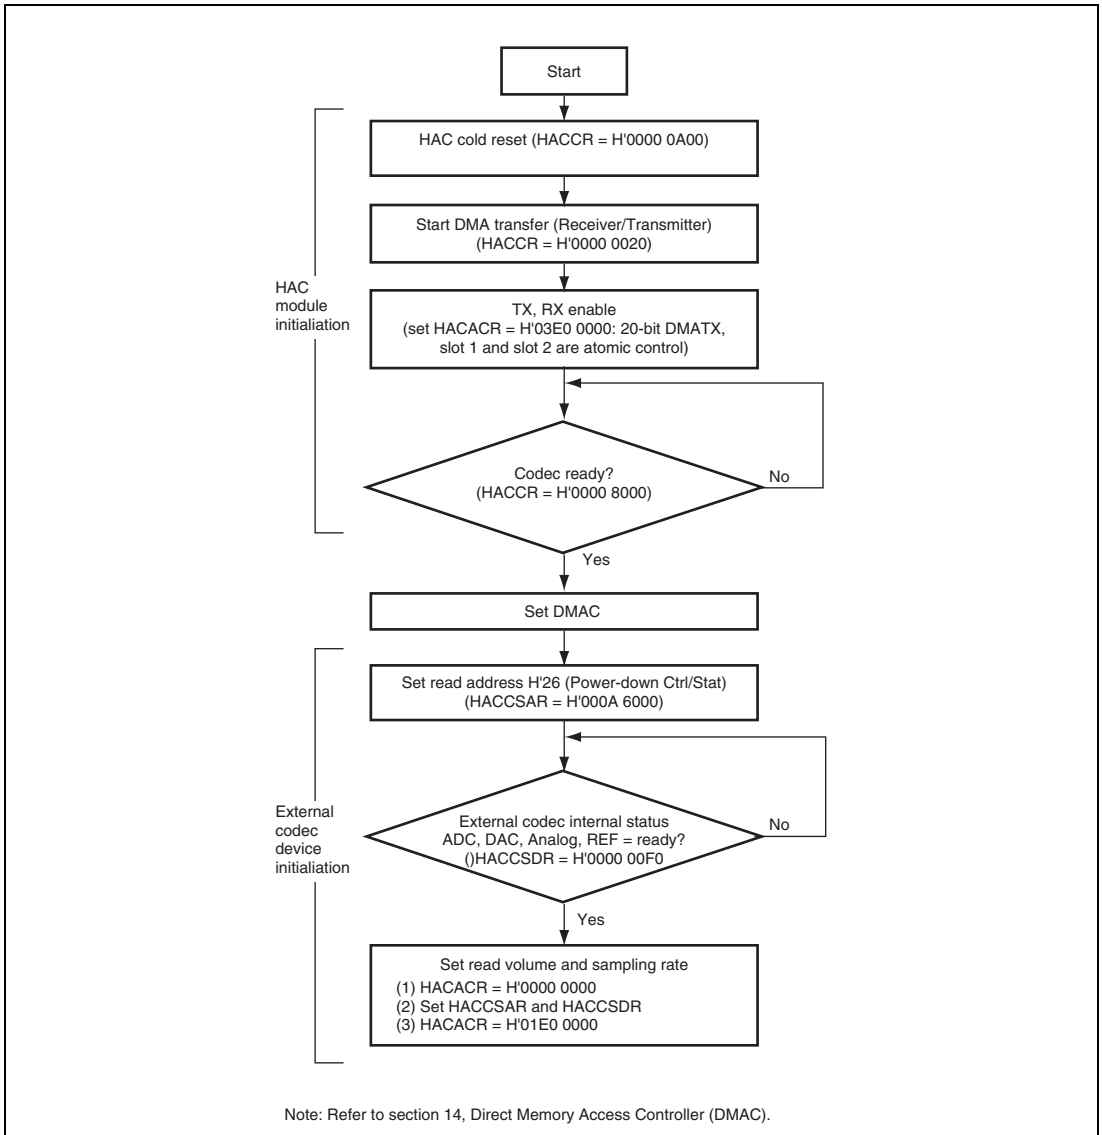 Start
HAC cold reset (HACCR = H'0000 0A00)
Start DMA transfer (Receiver/Transmitter)
(HACCR = H'0000 0020)
HAC
module
initialiation
TX, RX enable
(set HACACR = H'03E0 0000: 20-bit DMATX,
slot 1 and slot 2 are atomic control)
Codec ready?
(HACCR = H'0000 8000)
No
Yes
Set DMAC
Set read address H'26 (Power-down Ctrl/Stat)
(HACCSAR = H'000A 6000)
External
codec
device
initialiation
External codec internal status
ADC, DAC, Analog, REF = ready?
()HACCSDR = H'0000 00F0
No
Yes
Set read volume and sampling rate
(1) HACACR = H'0000 0000
(2) Set HACCSAR and HACCSDR
(3) HACACR = H'01E0 0000
Note: Refer to section 14, Direct Memory Access Controller (DMAC).